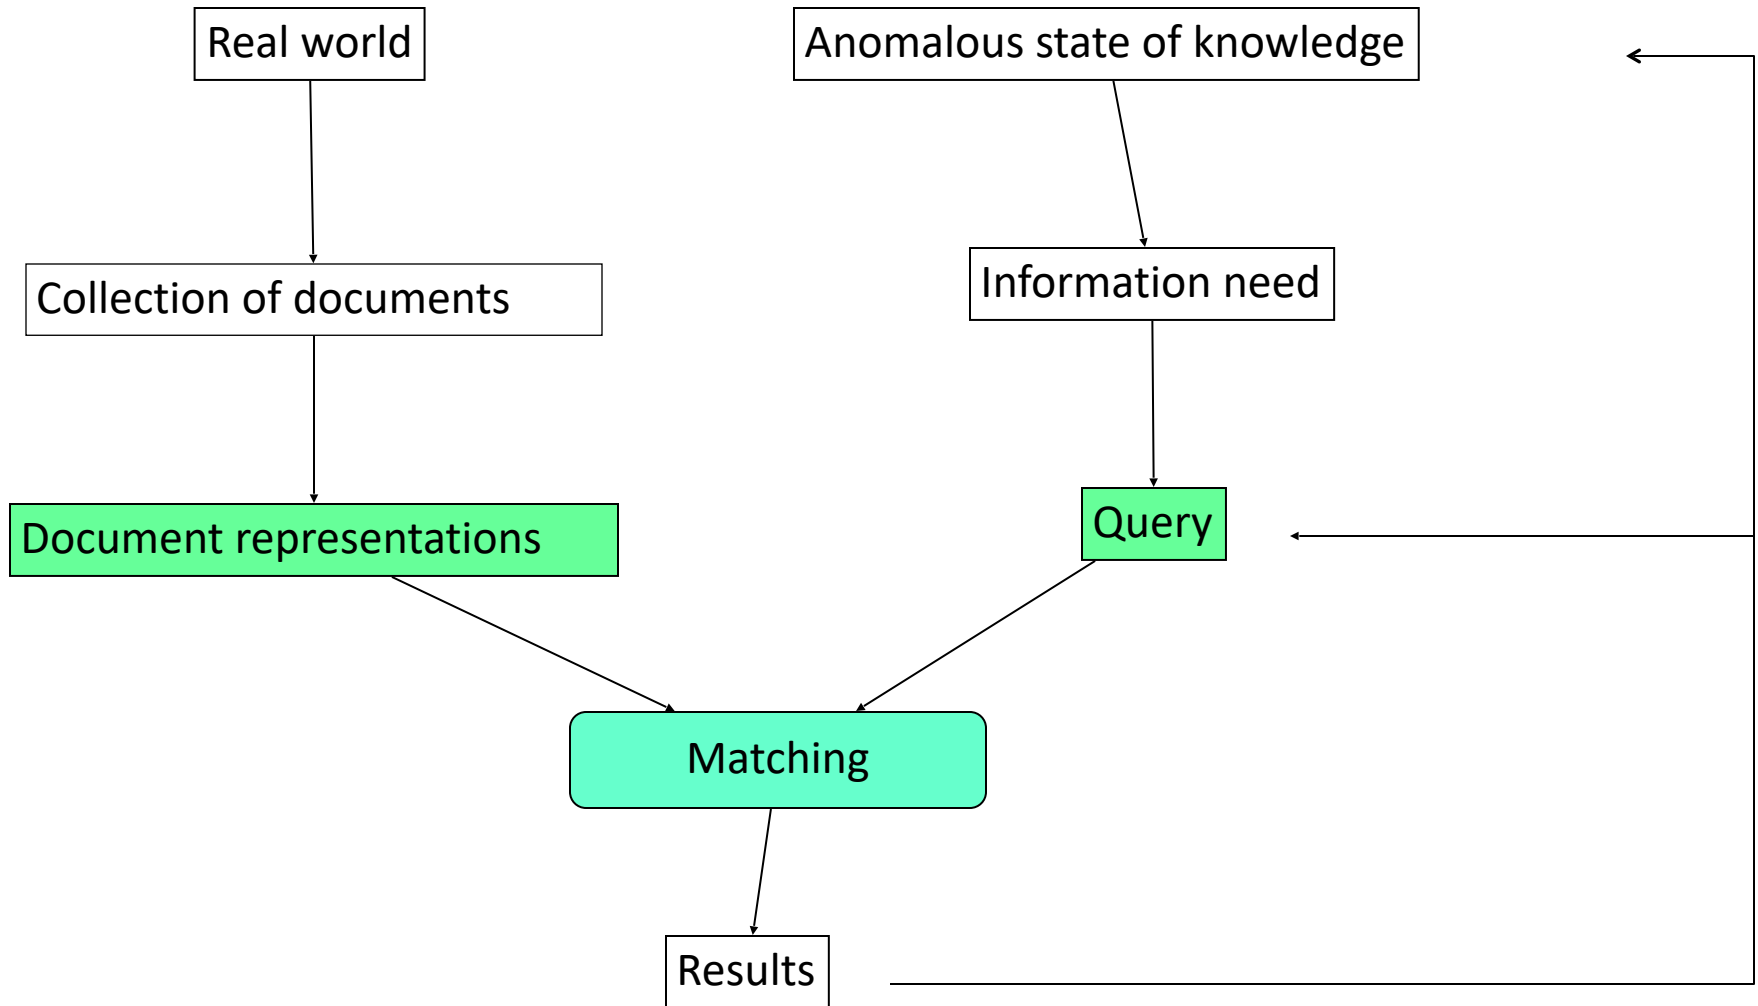 Real world
Anomalous state of knowledge
Collection of documents
Information need
Document representations
Query
Matching
Results